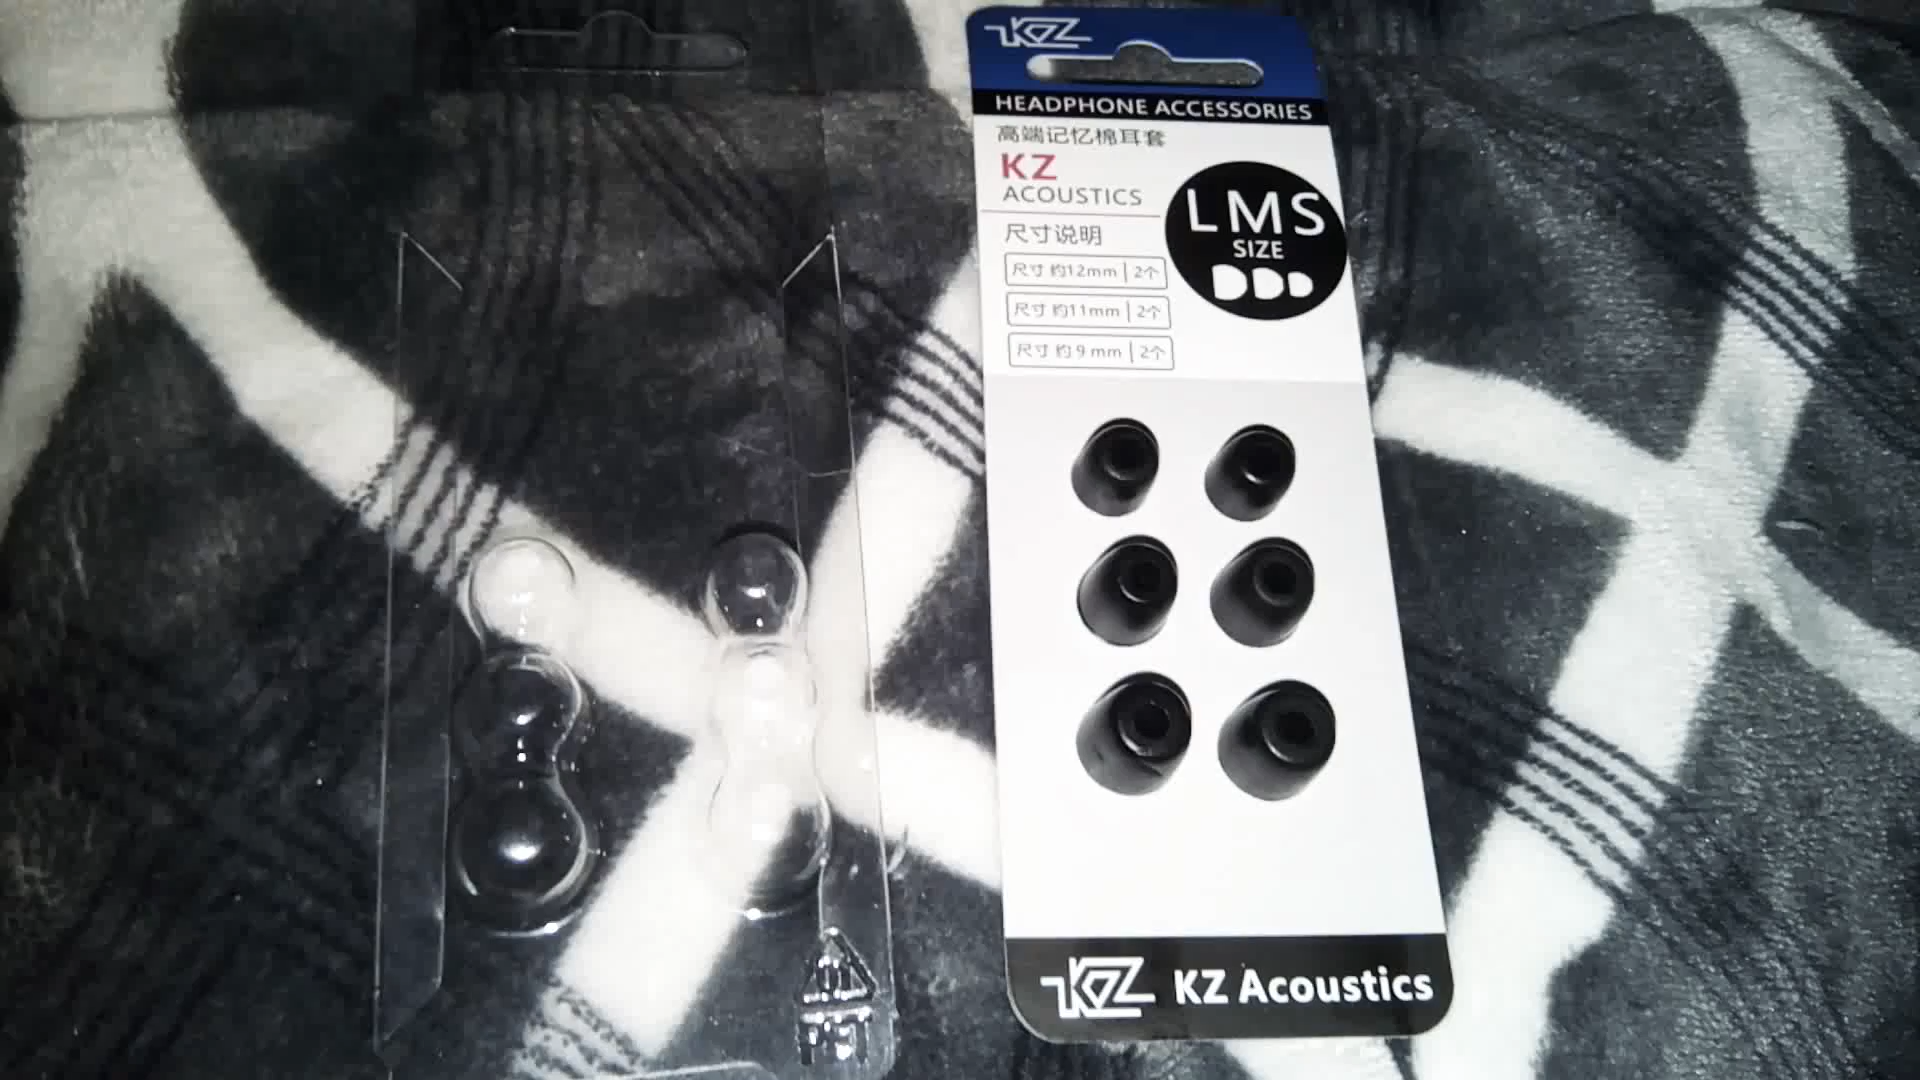 KZ
HEADPHONE ACCESSORIES
高端记忆棉耳套
KZ
ACOUSTICS
LMS
SIZE
尺寸说明
尺寸 约12mm | 2个
尺寸 约11mm | 2个
尺寸 约9mm | 2个
KZ KZ Acoustics